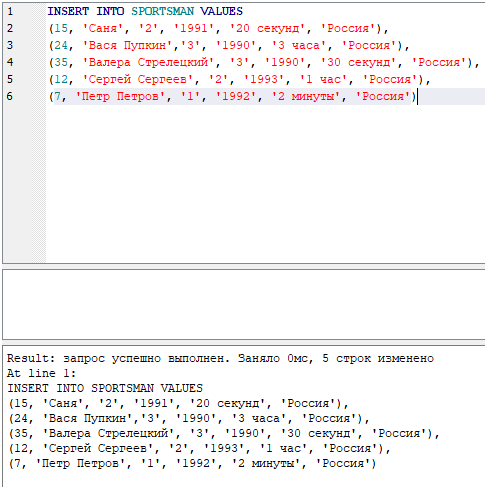 1 INSERT INTO SPORTSMAN VALUES
2 (15, 'Саня', '2', '1991', '20 секунд', 'Россия'),
3 (24, 'Вася Пупкин','3', '1990', '3 часа', 'Россия'),
4 (35, 'Валера Стрелецкий', '3', '1990', '30 секунд', 'Россия'),
5 (12, 'Сергей Сергеев', '2', '1993', '1 час', 'Россия'),
6 (7, 'Петр Петров', '1', '1992', '2 минуты', 'Россия')
Result: запрос успешно выполнен. Заняло 0мс, 5 строк изменено
At line 1:
INSERT INTO SPORTSMAN VALUES
(15, 'Саня', '2', '1991', '20 секунд', 'Россия'),
(24, 'Вася Пупкин','3', '1990', '3 часа', 'Россия'),
(35, 'Валера Стрелецкий', '3', '1990', '30 секунд', 'Россия'),
(12, 'Сергей Сергеев', '2', '1993', '1 час', 'Россия'),
(7, 'Петр Петров', '1', '1992', '2 минуты', 'Россия')